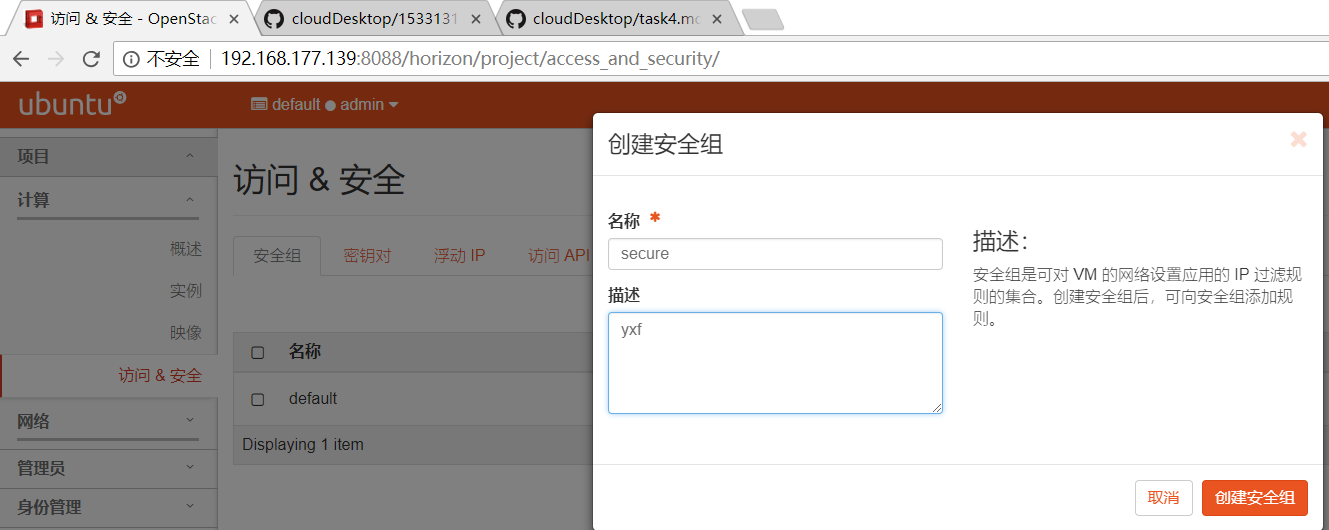 访问 & 安全 - OpenStac
cloudDesktop/1533131
cloudDesktop/task4.mc
不安全 192.168.177.139:8088/horizon/project/access_and_security/
ubuntu
default admin
项目
计算
概述
实例
映像
访问 & 安全
网络
管理员
身份管理
访问 & 安全
安全组 密钥对 浮动 IP 访问 API
名称
default
Displaying 1 item
创建安全组
名称 *
secure
描述
yxf
描述：
安全组是可对 VM 的网络设置应用的 IP 过滤规
则的集合。创建安全组后，可向安全组添加规
则。
取消 创建安全组